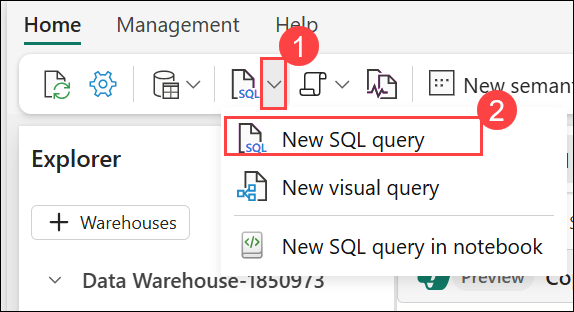 Home Management Help
1
SQL New semant
2
Explorer
SQL New SQL query
+ Warehouses
New visual query
New SQL query in notebook
Data Warehouse-1850973
Preview Co